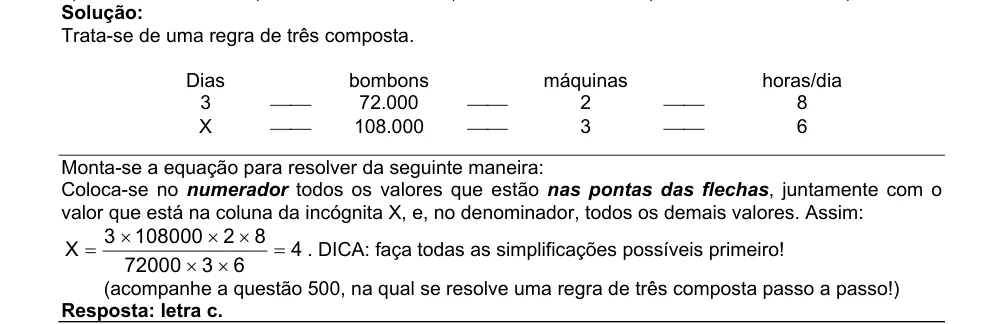 Solução:
Trata-se de uma regra de três composta.
Dias bombons máquinas horas/dia
3 —— 72.000 —— 2 —— 8
X —— 108.000 —— 3 —— 6
Monta-se a equação para resolver da seguinte maneira:
Coloca-se no numerador todos os valores que estão nas pontas das flechas, juntamente com o
valor que está na coluna da incógnita X, e, no denominador, todos os demais valores. Assim:
X = 3 × 108000 × 2 × 8 / 72000 × 3 × 6 = 4 . DICA: faça todas as simplificações possíveis primeiro!
(acompanhe a questão 500, na qual se resolve uma regra de três composta passo a passo!)
Resposta: letra c.